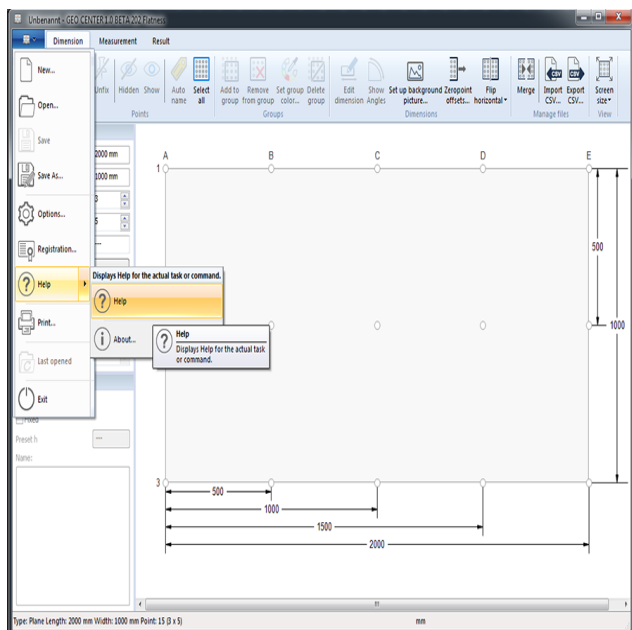 Unbenannt - GEO CENTER 1.0 BETA 202 Flatness
Dimension Measurement Result
New...
Open...
Save
Save As...
Options...
Registration...
Help
Print...
Last opened
Exit
Unfix
Hidden
Show
Auto name
Select all
Points
Add to group
Remove from group
Set group color...
Delete group
Groups
Edit dimension
Show Angles
Set up background picture...
Zeropoint offsets...
Flip horizontal
Dimensions
Merge
Import CSV...
Export CSV...
Manage files
Screen size
View
2000 mm
1000 mm
3
5
---
Displays Help for the actual task or command.
Help
About...
Help
Displays Help for the actual task
or command.
Fixed
Preset h
---
Name:
A B C D E
1
500
1000
3
500
1000
1500
2000
Type: Plane Length: 2000 mm Width: 1000 mm Point: 15 (3 x 5)
mm